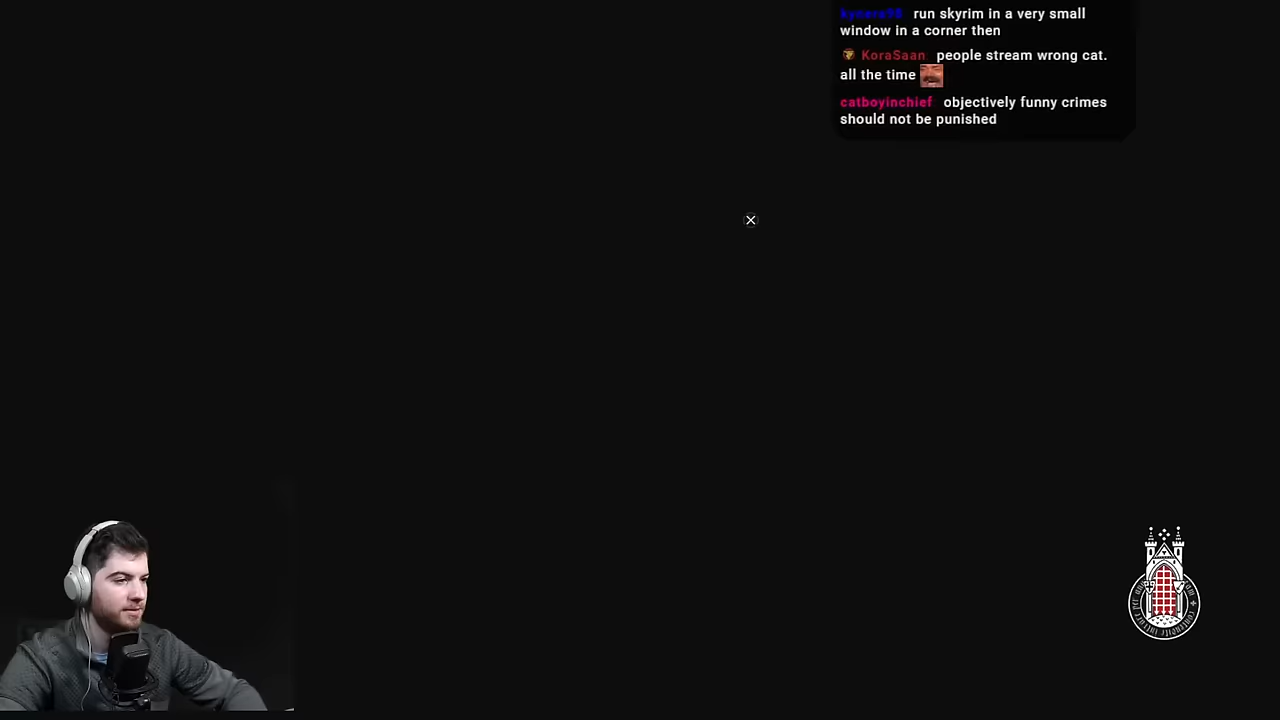 kynera98 run skyrim in a very small
window in a corner then
KoraSaan people stream wrong cat.
all the time
catboyinchief objectively funny crimes
should not be punished